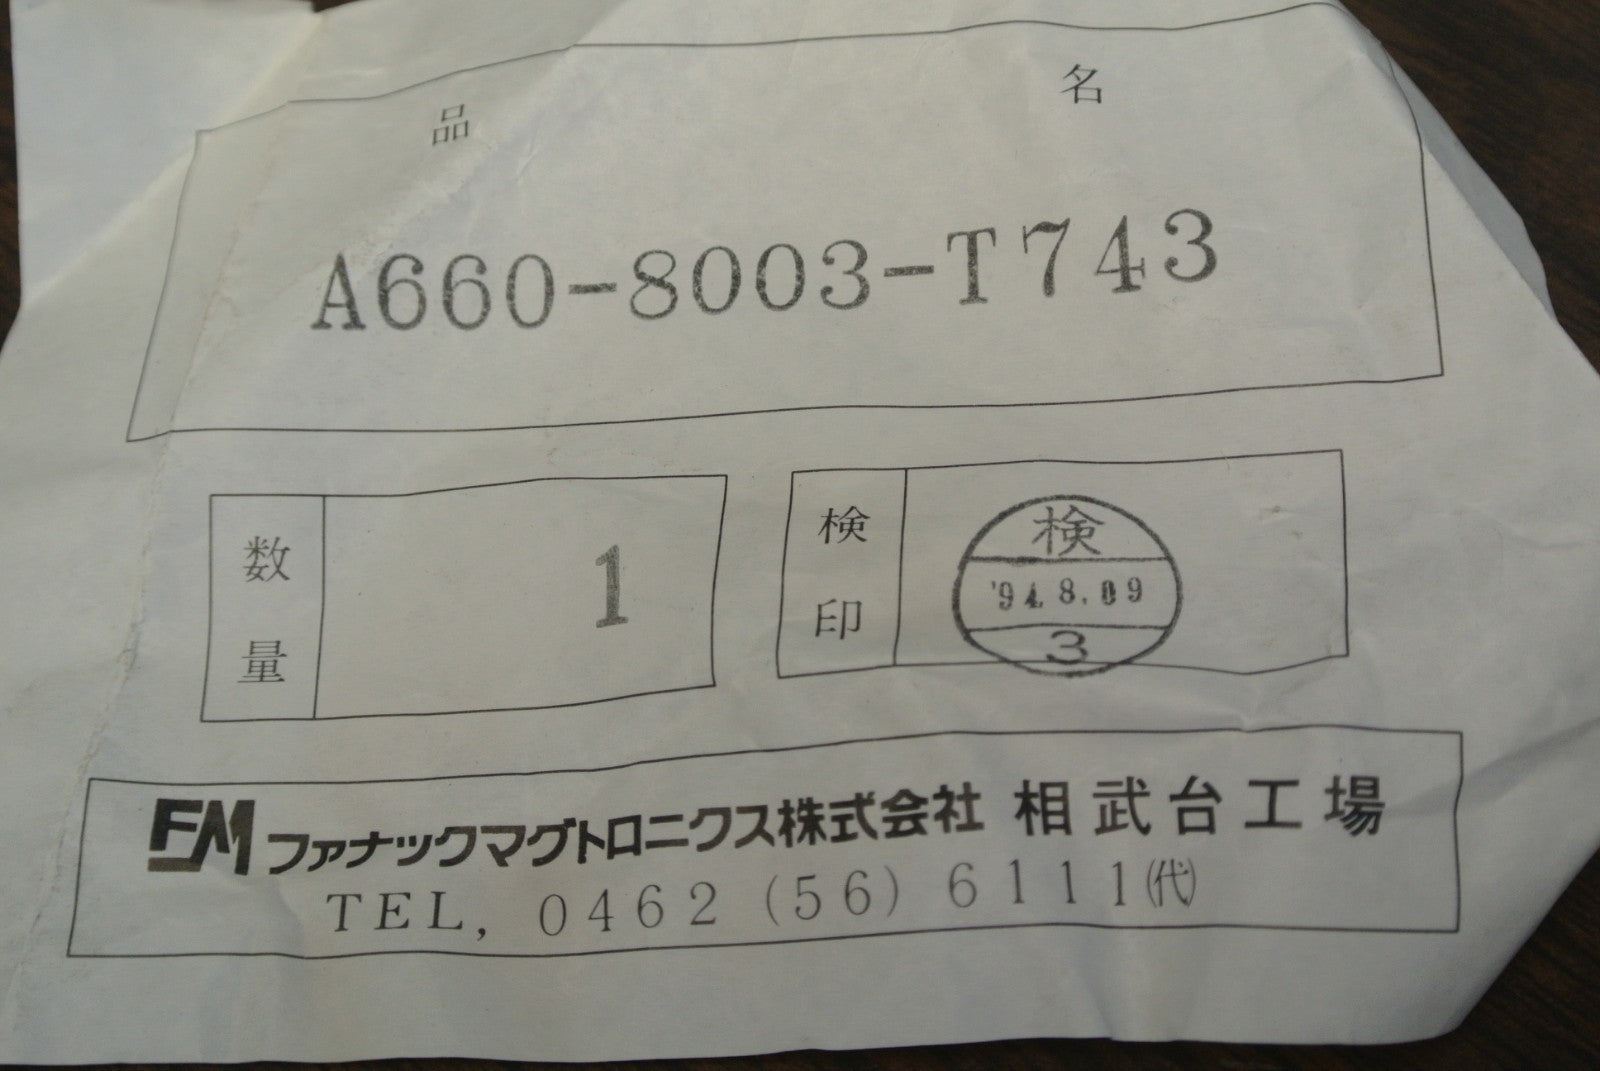 品名
A660-8003-T743
数量 1
検印
検
'94.8.09
3
FM ファナックマグトロニクス株式会社 相武台工場
TEL, 0462 (56) 6111㈹